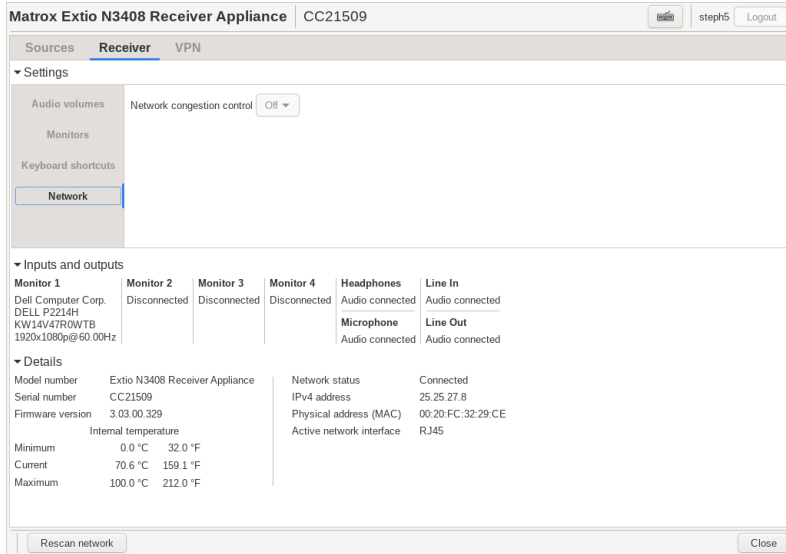 Matrox Extio N3408 Receiver Appliance CC21509 steph5 Logout
Sources Receiver VPN
Settings
Audio volumes
Monitors
Keyboard shortcuts
Network
Network congestion control Off
Inputs and outputs
Monitor 1 Monitor 2 Monitor 3 Monitor 4 Headphones Line In
Dell Computer Corp. Disconnected Disconnected Disconnected Audio connected Audio connected
DELL P2214H
KW14V47R0WTB Microphone Line Out
1920x1080p@60.00Hz Audio connected Audio connected
Details
Model number Extio N3408 Receiver Appliance Network status Connected
Serial number CC21509 IPv4 address 25.25.27.8
Firmware version 3.03.00.329 Physical address (MAC) 00:20:FC:32:29:CE
Internal temperature Active network interface RJ45
Minimum 0.0 °C 32.0 °F
Current 70.6 °C 159.1 °F
Maximum 100.0 °C 212.0 °F
Rescan network Close